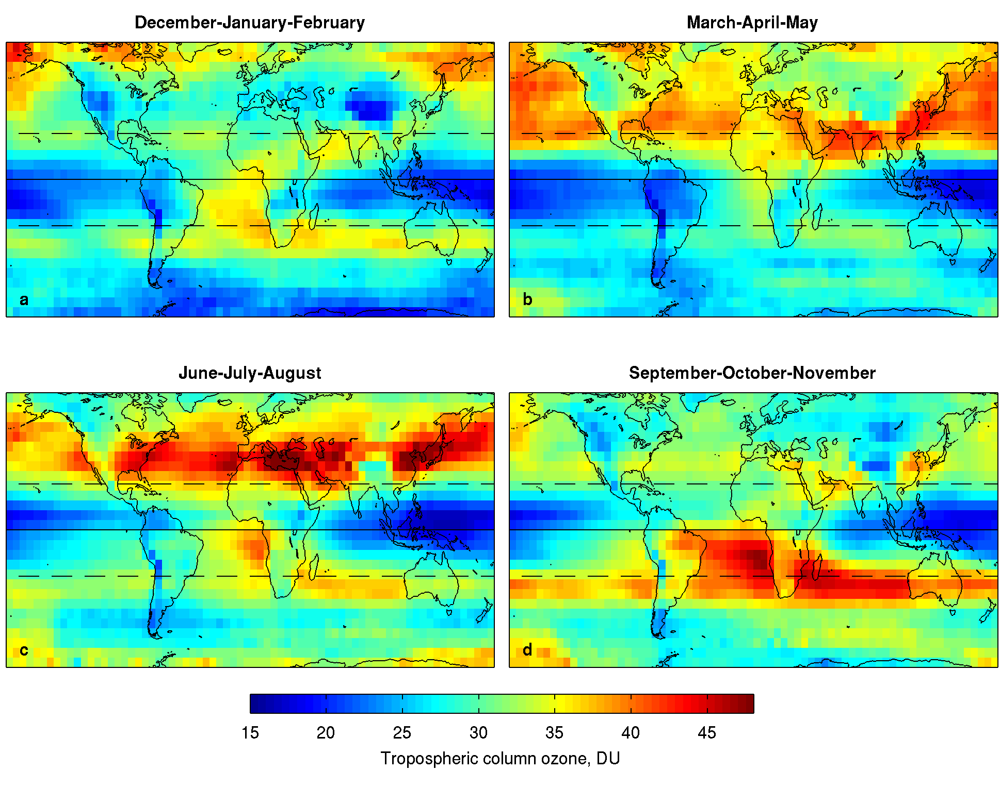 December-January-February
March-April-May
a
b
June-July-August
September-October-November
c
d
15 20 25 30 35 40 45
Tropospheric column ozone, DU